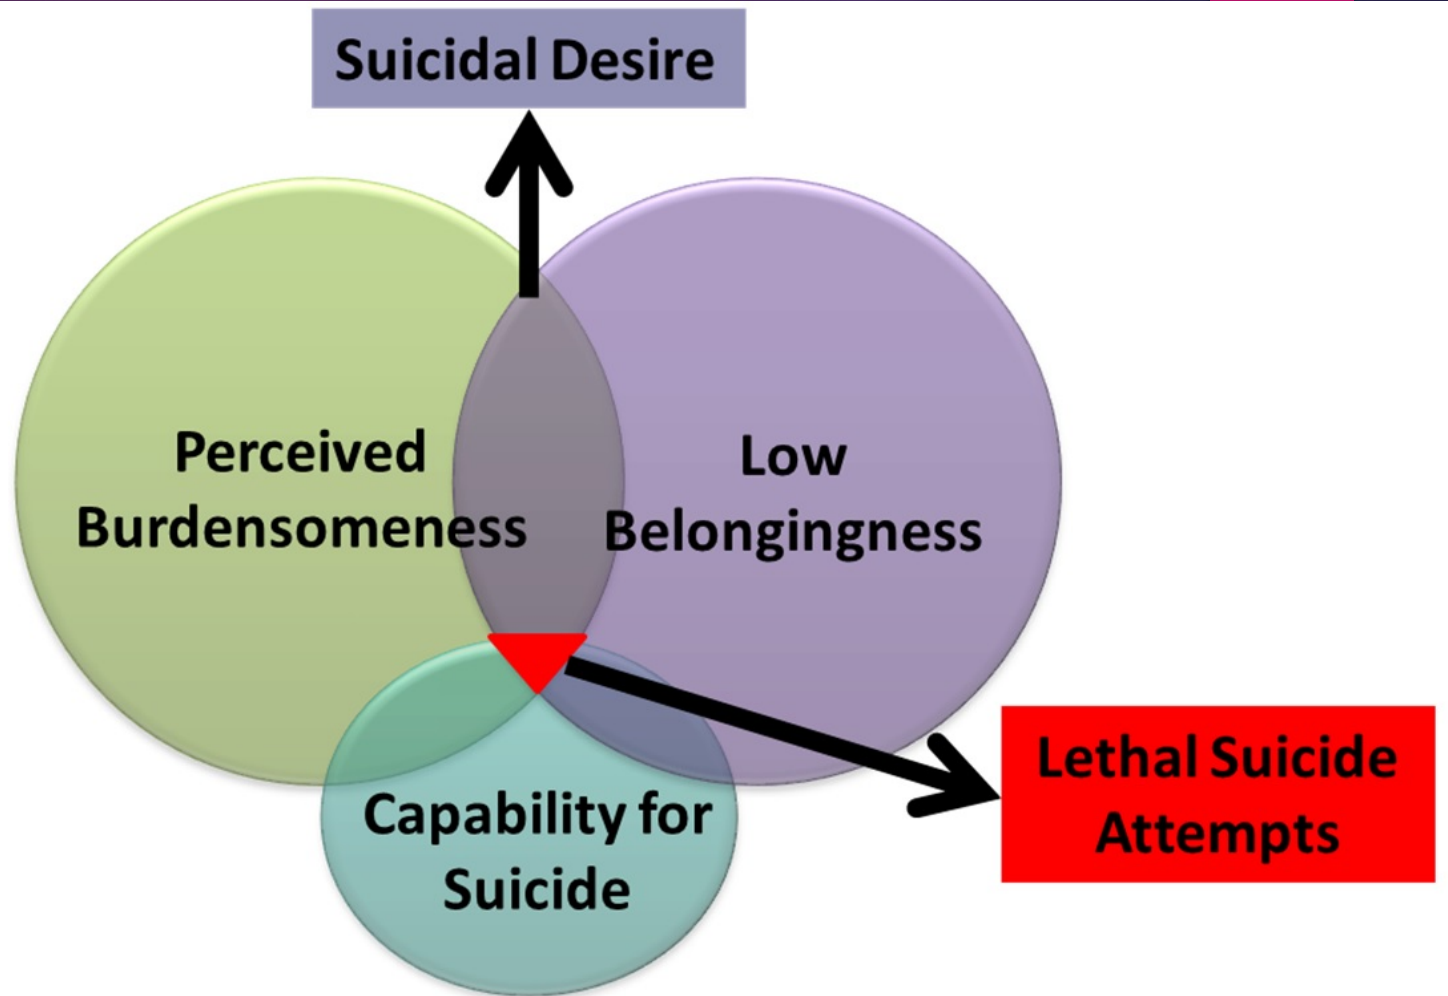 Suicidal Desire
Perceived
Burdensomeness
Low
Belongingness
Capability for
Suicide
Lethal Suicide
Attempts